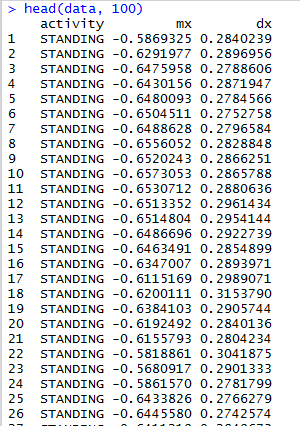 > head(data, 100)
activity mx dx
1 STANDING -0.5869325 0.2840239
2 STANDING -0.6291977 0.2896956
3 STANDING -0.6475958 0.2788606
4 STANDING -0.6430156 0.2871947
5 STANDING -0.6480093 0.2784566
6 STANDING -0.6504511 0.2752758
7 STANDING -0.6488628 0.2796584
8 STANDING -0.6556052 0.2828848
9 STANDING -0.6520243 0.2866251
10 STANDING -0.6573053 0.2865788
11 STANDING -0.6530712 0.2880636
12 STANDING -0.6513352 0.2961434
13 STANDING -0.6514804 0.2954144
14 STANDING -0.6486696 0.2922739
15 STANDING -0.6463491 0.2854899
16 STANDING -0.6347007 0.2893971
17 STANDING -0.6115169 0.2989071
18 STANDING -0.6200111 0.3153790
19 STANDING -0.6384103 0.2905744
20 STANDING -0.6192492 0.2840136
21 STANDING -0.6155793 0.2804234
22 STANDING -0.5818861 0.3041875
23 STANDING -0.5680917 0.2901333
24 STANDING -0.5861570 0.2781799
25 STANDING -0.6433826 0.2766279
26 STANDING -0.6445580 0.2742574